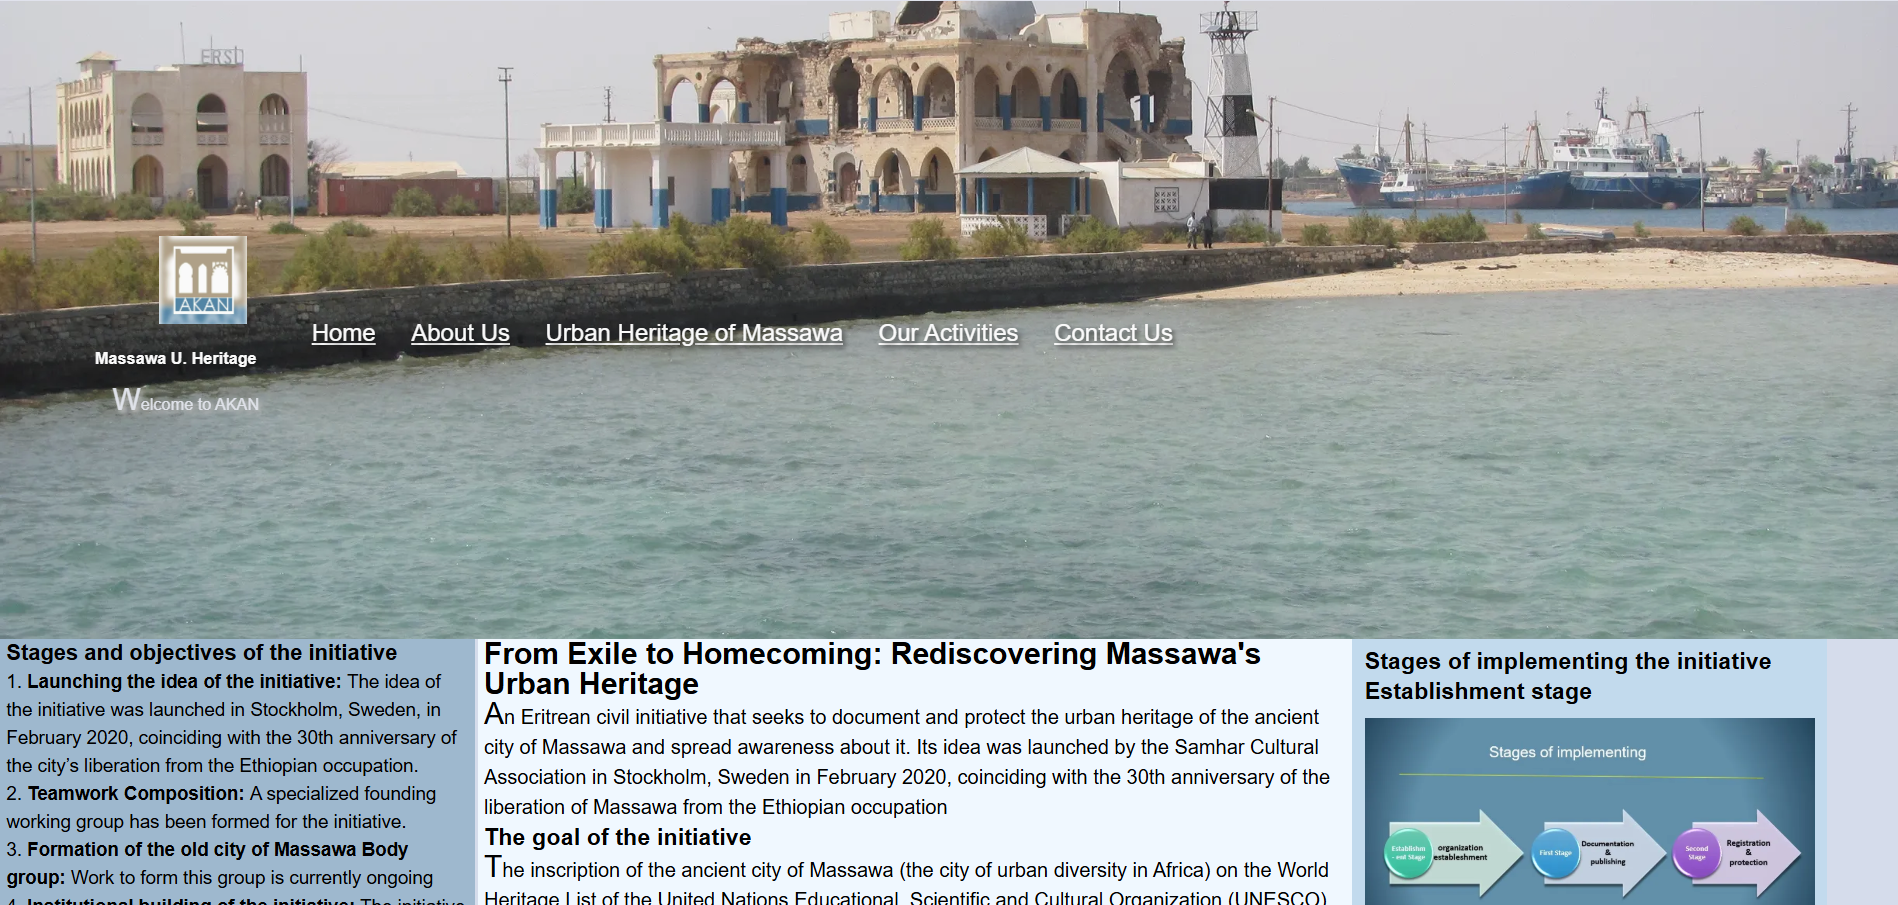 ERSL
AKAN
Massawa U. Heritage
Home About Us Urban Heritage of Massawa Our Activities Contact Us
Welcome to AKAN
Stages and objectives of the initiative
1. Launching the idea of the initiative: The idea of
the initiative was launched in Stockholm, Sweden, in
February 2020, coinciding with the 30th anniversary of
the city’s liberation from the Ethiopian occupation.
2. Teamwork Composition: A specialized founding
working group has been formed for the initiative.
3. Formation of the old city of Massawa Body
group: Work to form this group is currently ongoing
4. Institutional building of the initiative: The initiative
From Exile to Homecoming: Rediscovering Massawa's
Urban Heritage
An Eritrean civil initiative that seeks to document and protect the urban heritage of the ancient
city of Massawa and spread awareness about it. Its idea was launched by the Samhar Cultural
Association in Stockholm, Sweden in February 2020, coinciding with the 30th anniversary of the
liberation of Massawa from the Ethiopian occupation
The goal of the initiative
The inscription of the ancient city of Massawa (the city of urban diversity in Africa) on the World
Heritage List of the United Nations Educational, Scientific and Cultural Organization (UNESCO)
Stages of implementing the initiative
Establishment stage
Stages of implementing
Establishm
- ent Stage
organization
estableshment
First Stage
Documentation
&
publishing
Second
Stage
Registration
&
protection